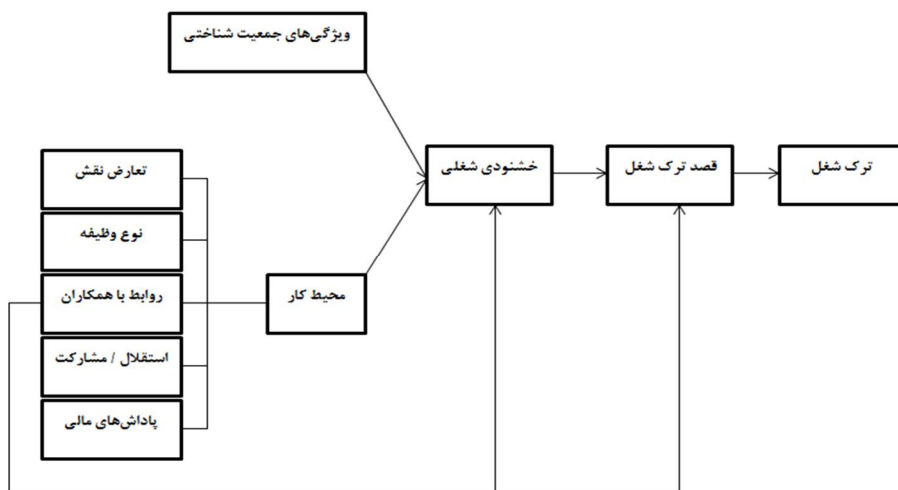 ویژگی‌های جمعیت شناختی
خشنودی شغلی
قصد ترک شغل
ترک شغل
تعارض نقش
نوع وظیفه
روابط با همکاران
استقلال / مشارکت
پاداش‌های مالی
محیط کار